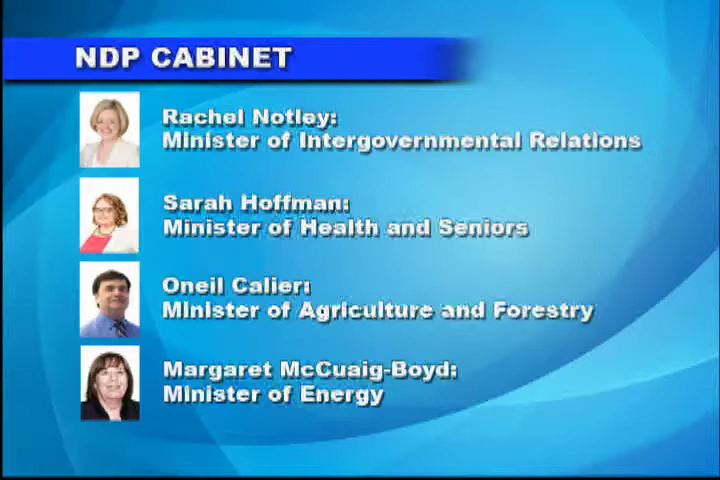 NDP CABINET
Rachel Notley:
Minister of Intergovernmental Relations
Sarah Hoffman:
Minister of Health and Seniors
Oneil Calier:
Minister of Agriculture and Forestry
Margaret McCuaig-Boyd:
Minister of Energy